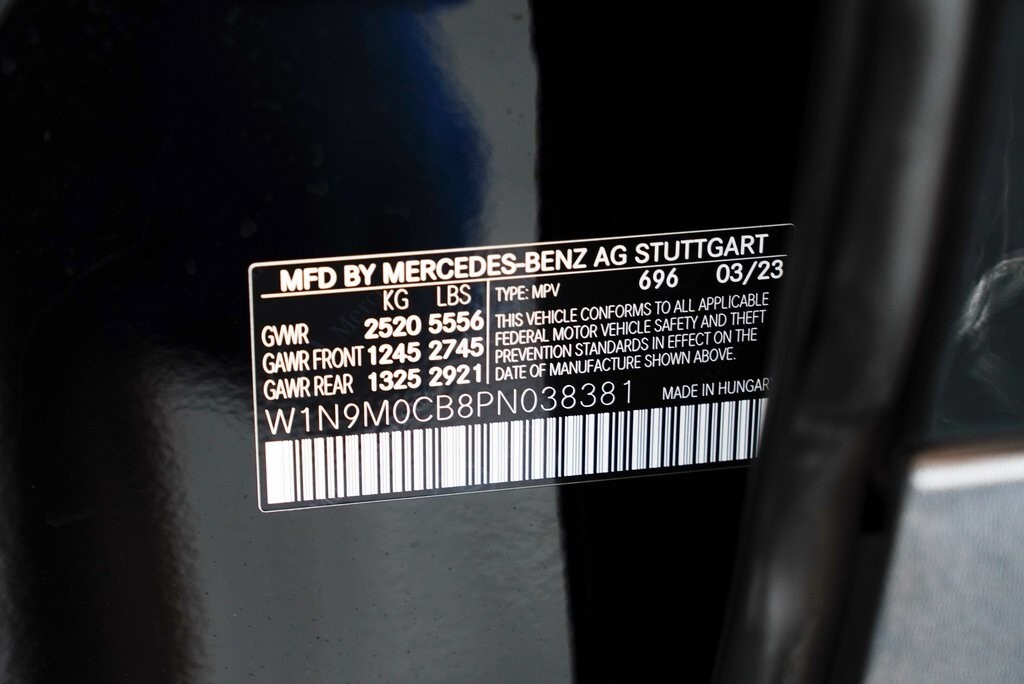 MFD BY MERCEDES-BENZ AG STUTTGART
KG LBS
GVWR 2520 5556
GAWR FRONT 1245 2745
GAWR REAR 1325 2921
TYPE: MPV 696 03/23
THIS VEHICLE CONFORMS TO ALL APPLICABLE
FEDERAL MOTOR VEHICLE SAFETY AND THEFT
PREVENTION STANDARDS IN EFFECT ON THE
DATE OF MANUFACTURE SHOWN ABOVE.
W1N9M0CB8PN038381
MADE IN HUNGAR